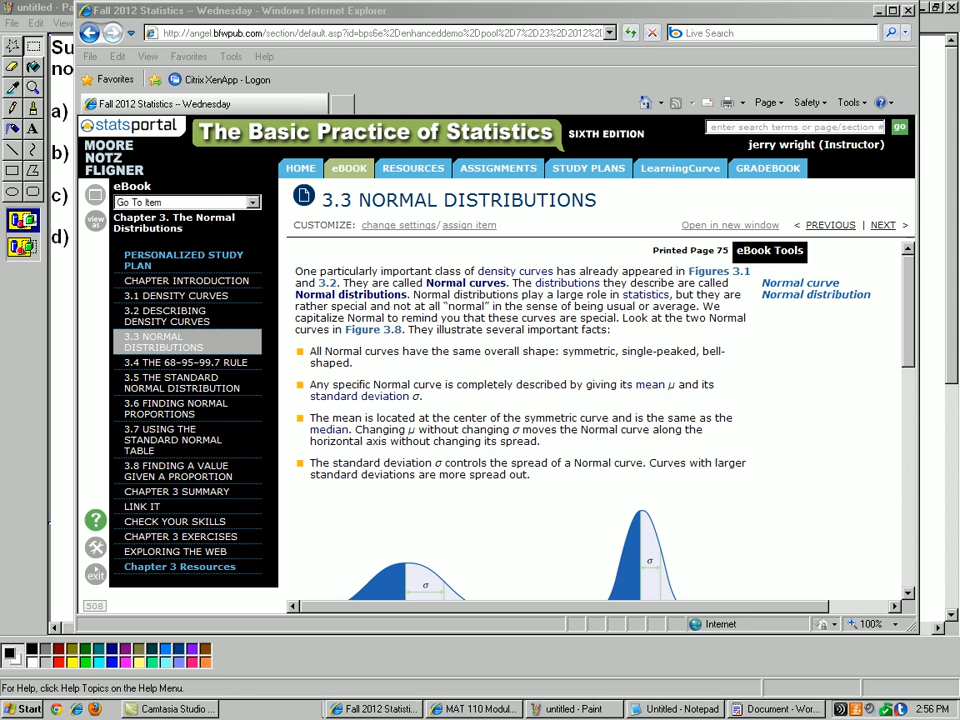 untitled - Pa
Fall 2012 Statistics -- Wednesday - Windows Internet Explorer
File Edit View
http://angel.bfwpub.com/section/default.asp?id=bps6e%2Denhanceddemo%2Dpool%2D7%2D23%2D2012%2D
Live Search
File Edit View Favorites Tools Help
Favorites
Citrix XenApp - Logon
Fall 2012 Statistics -- Wednesday
Page Safety Tools
Su
no
a)
b)
c)
d)
statsportal
The Basic Practice of Statistics SIXTH EDITION
enter search terms or page/section #
go
MOORE
NOTZ
FLIGNER
jerry wright (Instructor)
HOME eBOOK RESOURCES ASSIGNMENTS STUDY PLANS LearningCurve GRADEBOOK
eBook
Go To Item
view as
Chapter 3. The Normal
Distributions
PERSONALIZED STUDY
PLAN
CHAPTER INTRODUCTION
3.1 DENSITY CURVES
3.2 DESCRIBING
DENSITY CURVES
3.3 NORMAL
DISTRIBUTIONS
3.4 THE 68–95–99.7 RULE
3.5 THE STANDARD
NORMAL DISTRIBUTION
3.6 FINDING NORMAL
PROPORTIONS
3.7 USING THE
STANDARD NORMAL
TABLE
3.8 FINDING A VALUE
GIVEN A PROPORTION
CHAPTER 3 SUMMARY
LINK IT
CHECK YOUR SKILLS
CHAPTER 3 EXERCISES
EXPLORING THE WEB
Chapter 3 Resources
?
exit
508
3.3 NORMAL DISTRIBUTIONS
CUSTOMIZE: change settings/ assign item
Open in new window < PREVIOUS | NEXT >
Printed Page 75 eBook Tools
One particularly important class of density curves has already appeared in Figures 3.1
and 3.2. They are called Normal curves. The distributions they describe are called
Normal distributions. Normal distributions play a large role in statistics, but they are
rather special and not at all “normal” in the sense of being usual or average. We
capitalize Normal to remind you that these curves are special. Look at the two Normal
curves in Figure 3.8. They illustrate several important facts:
Normal curve
Normal distribution
All Normal curves have the same overall shape: symmetric, single-peaked, bell-
shaped.
Any specific Normal curve is completely described by giving its mean μ and its
standard deviation σ.
The mean is located at the center of the symmetric curve and is the same as the
median. Changing μ without changing σ moves the Normal curve along the
horizontal axis without changing its spread.
The standard deviation σ controls the spread of a Normal curve. Curves with larger
standard deviations are more spread out.
σ
σ
Internet
100%
For Help, click Help Topics on the Help Menu.
Start
Camtasia Studio ...
Fall 2012 Statisti...
MAT 110 Modul...
untitled - Paint
Untitled - Notepad
Document - Wor...
2:56 PM